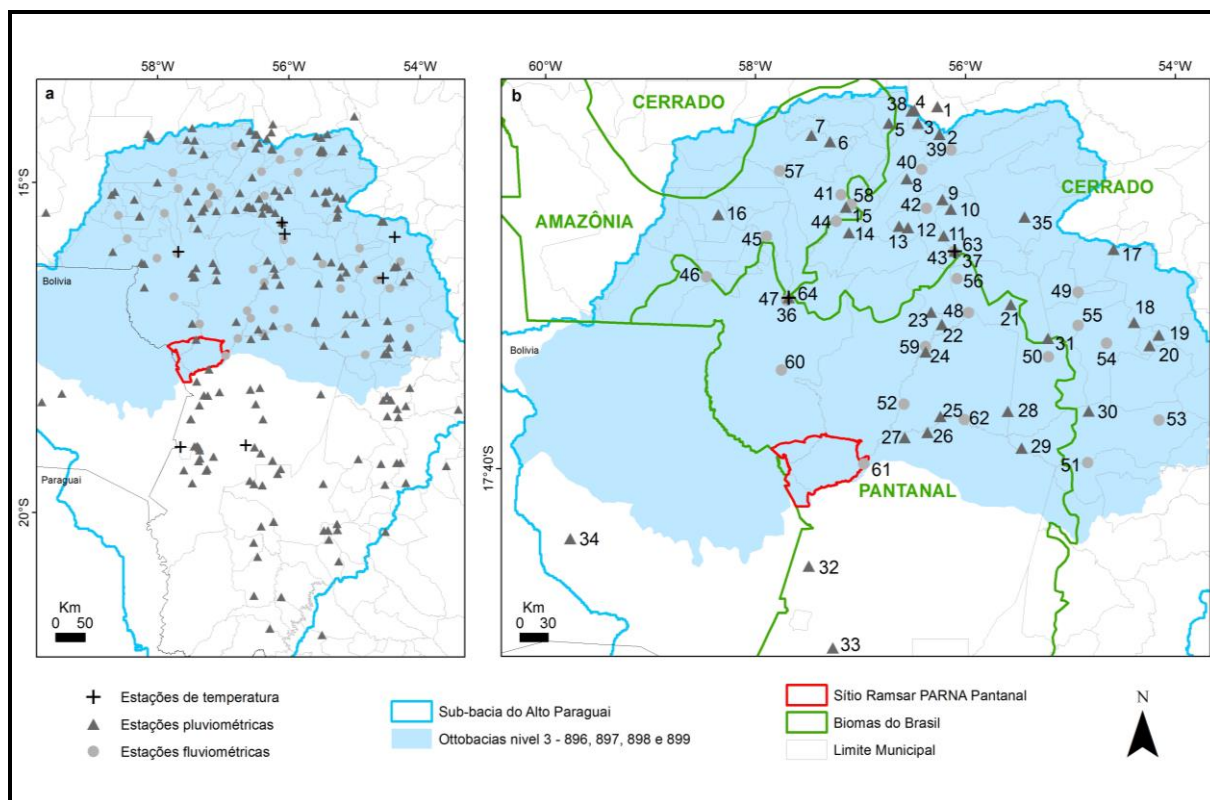 58°W 56°W 54°W
60°W 58°W 56°W 54°W
a
15°S
Bolivia
Paraguai
20°S
Km
0 50
b
CERRADO
38 4 1
7 6 5 3 2
39
57 40
8
41 58 9 CERRADO
AMAZÔNIA 16 42 10 35
44 15 12
45 14 13 11 17
63
43 37
46 56 49
47 64
36 48 21 55 18
23 22 31 19
Bolivia 59 50 54 20
60 24
52 25 62 28 30
27 26 53
29
17°40'S 61 51
PANTANAL
34
32
Km
0 30
33
Estações de temperatura
Estações pluviométricas
Estações fluviométricas
Sub-bacia do Alto Paraguai
Ottobacias nivel 3 - 896, 897, 898 e 899
Sítio Ramsar PARNA Pantanal
Biomas do Brasil
Limite Municipal
N